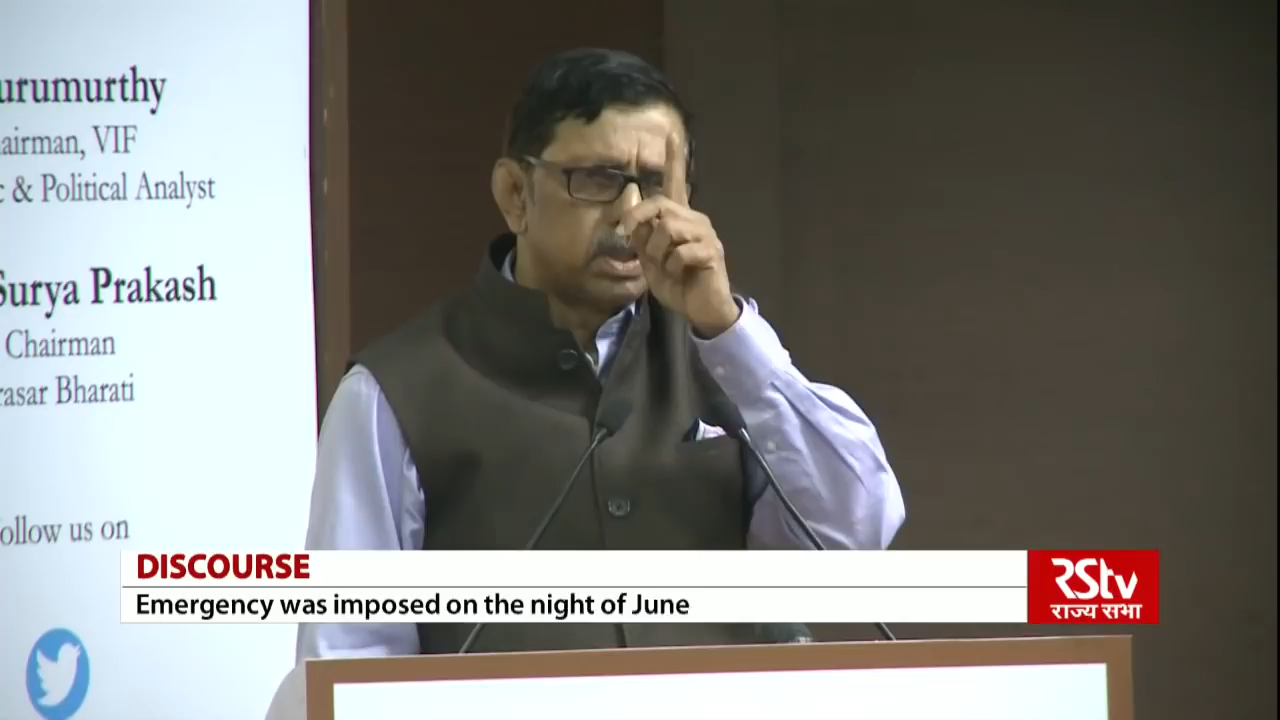 urumurthy
airman, VIF
c & Political Analyst
Surya Prakash
Chairman
rasar Bharati
ollow us on
DISCOURSE
Emergency was imposed on the night of June
RStv
राज्य सभा